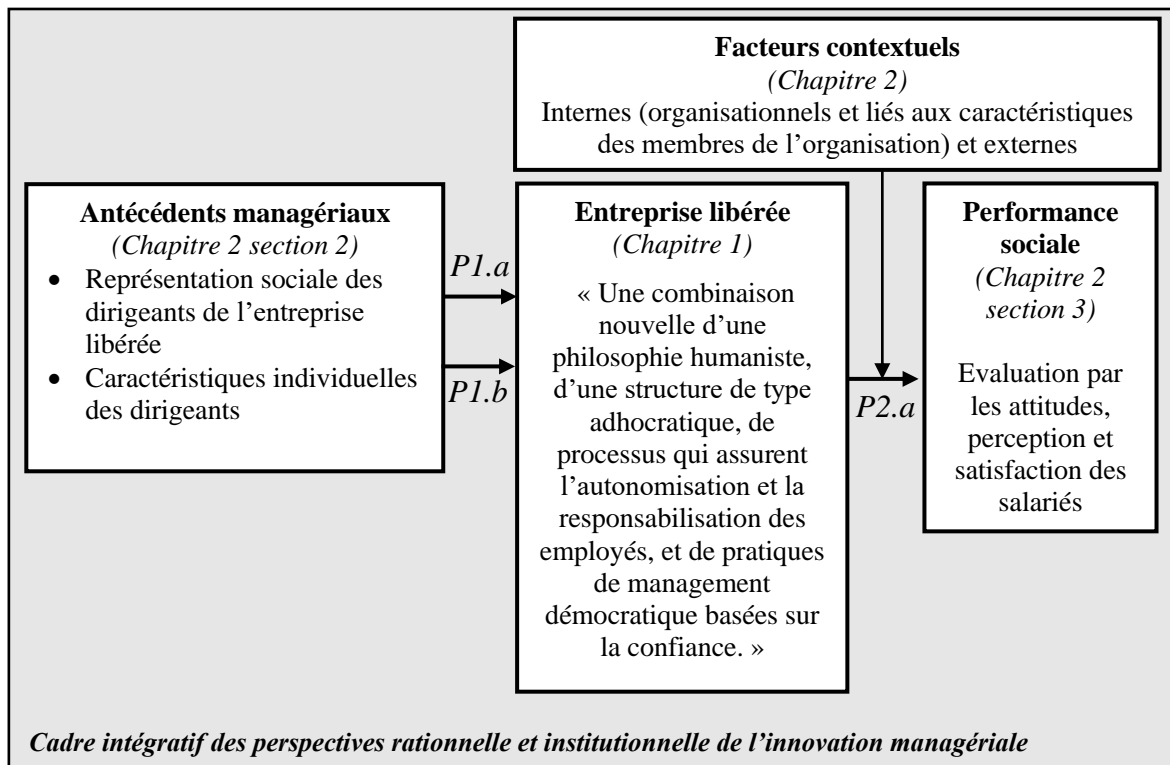 Facteurs contextuels
(Chapitre 2)
Internes (organisationnels et liés aux caractéristiques
des membres de l’organisation) et externes
Antécédents managériaux
(Chapitre 2 section 2)
• Représentation sociale des
dirigeants de l’entreprise
libérée
• Caractéristiques individuelles
des dirigeants
P1.a
P1.b
Entreprise libérée
(Chapitre 1)
« Une combinaison
nouvelle d’une
philosophie humaniste,
d’une structure de type
adhocratique, de
processus qui assurent
l’autonomisation et la
responsabilisation des
employés, et de pratiques
de management
démocratique basées sur
la confiance. »
P2.a
Performance
sociale
(Chapitre 2
section 3)
Evaluation par
les attitudes,
perception et
satisfaction des
salariés
Cadre intégratif des perspectives rationnelle et institutionnelle de l’innovation managériale